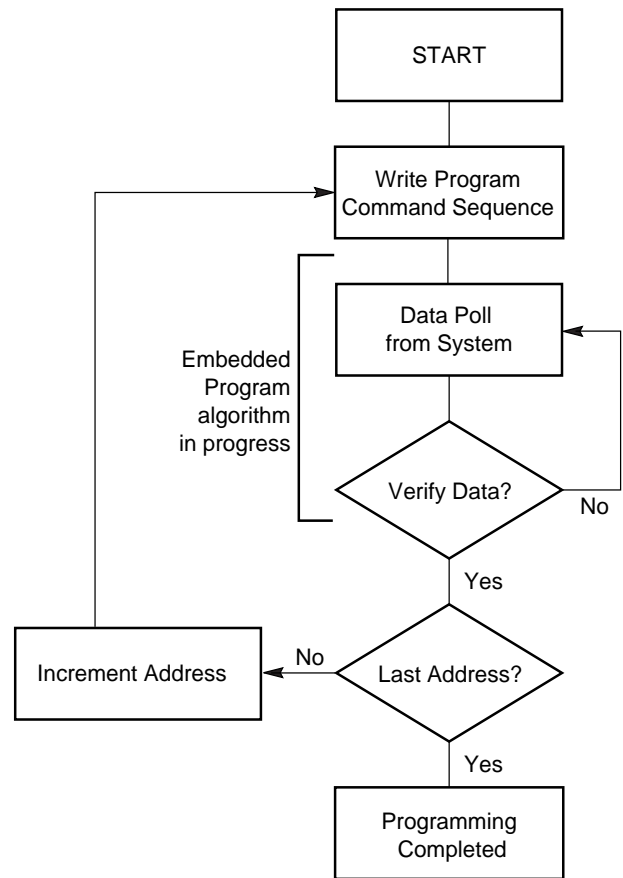 START
Write Program
Command Sequence
Data Poll
from System
Embedded
Program
algorithm
in progress
Verify Data?
No
Yes
Increment Address
No
Last Address?
Yes
Programming
Completed